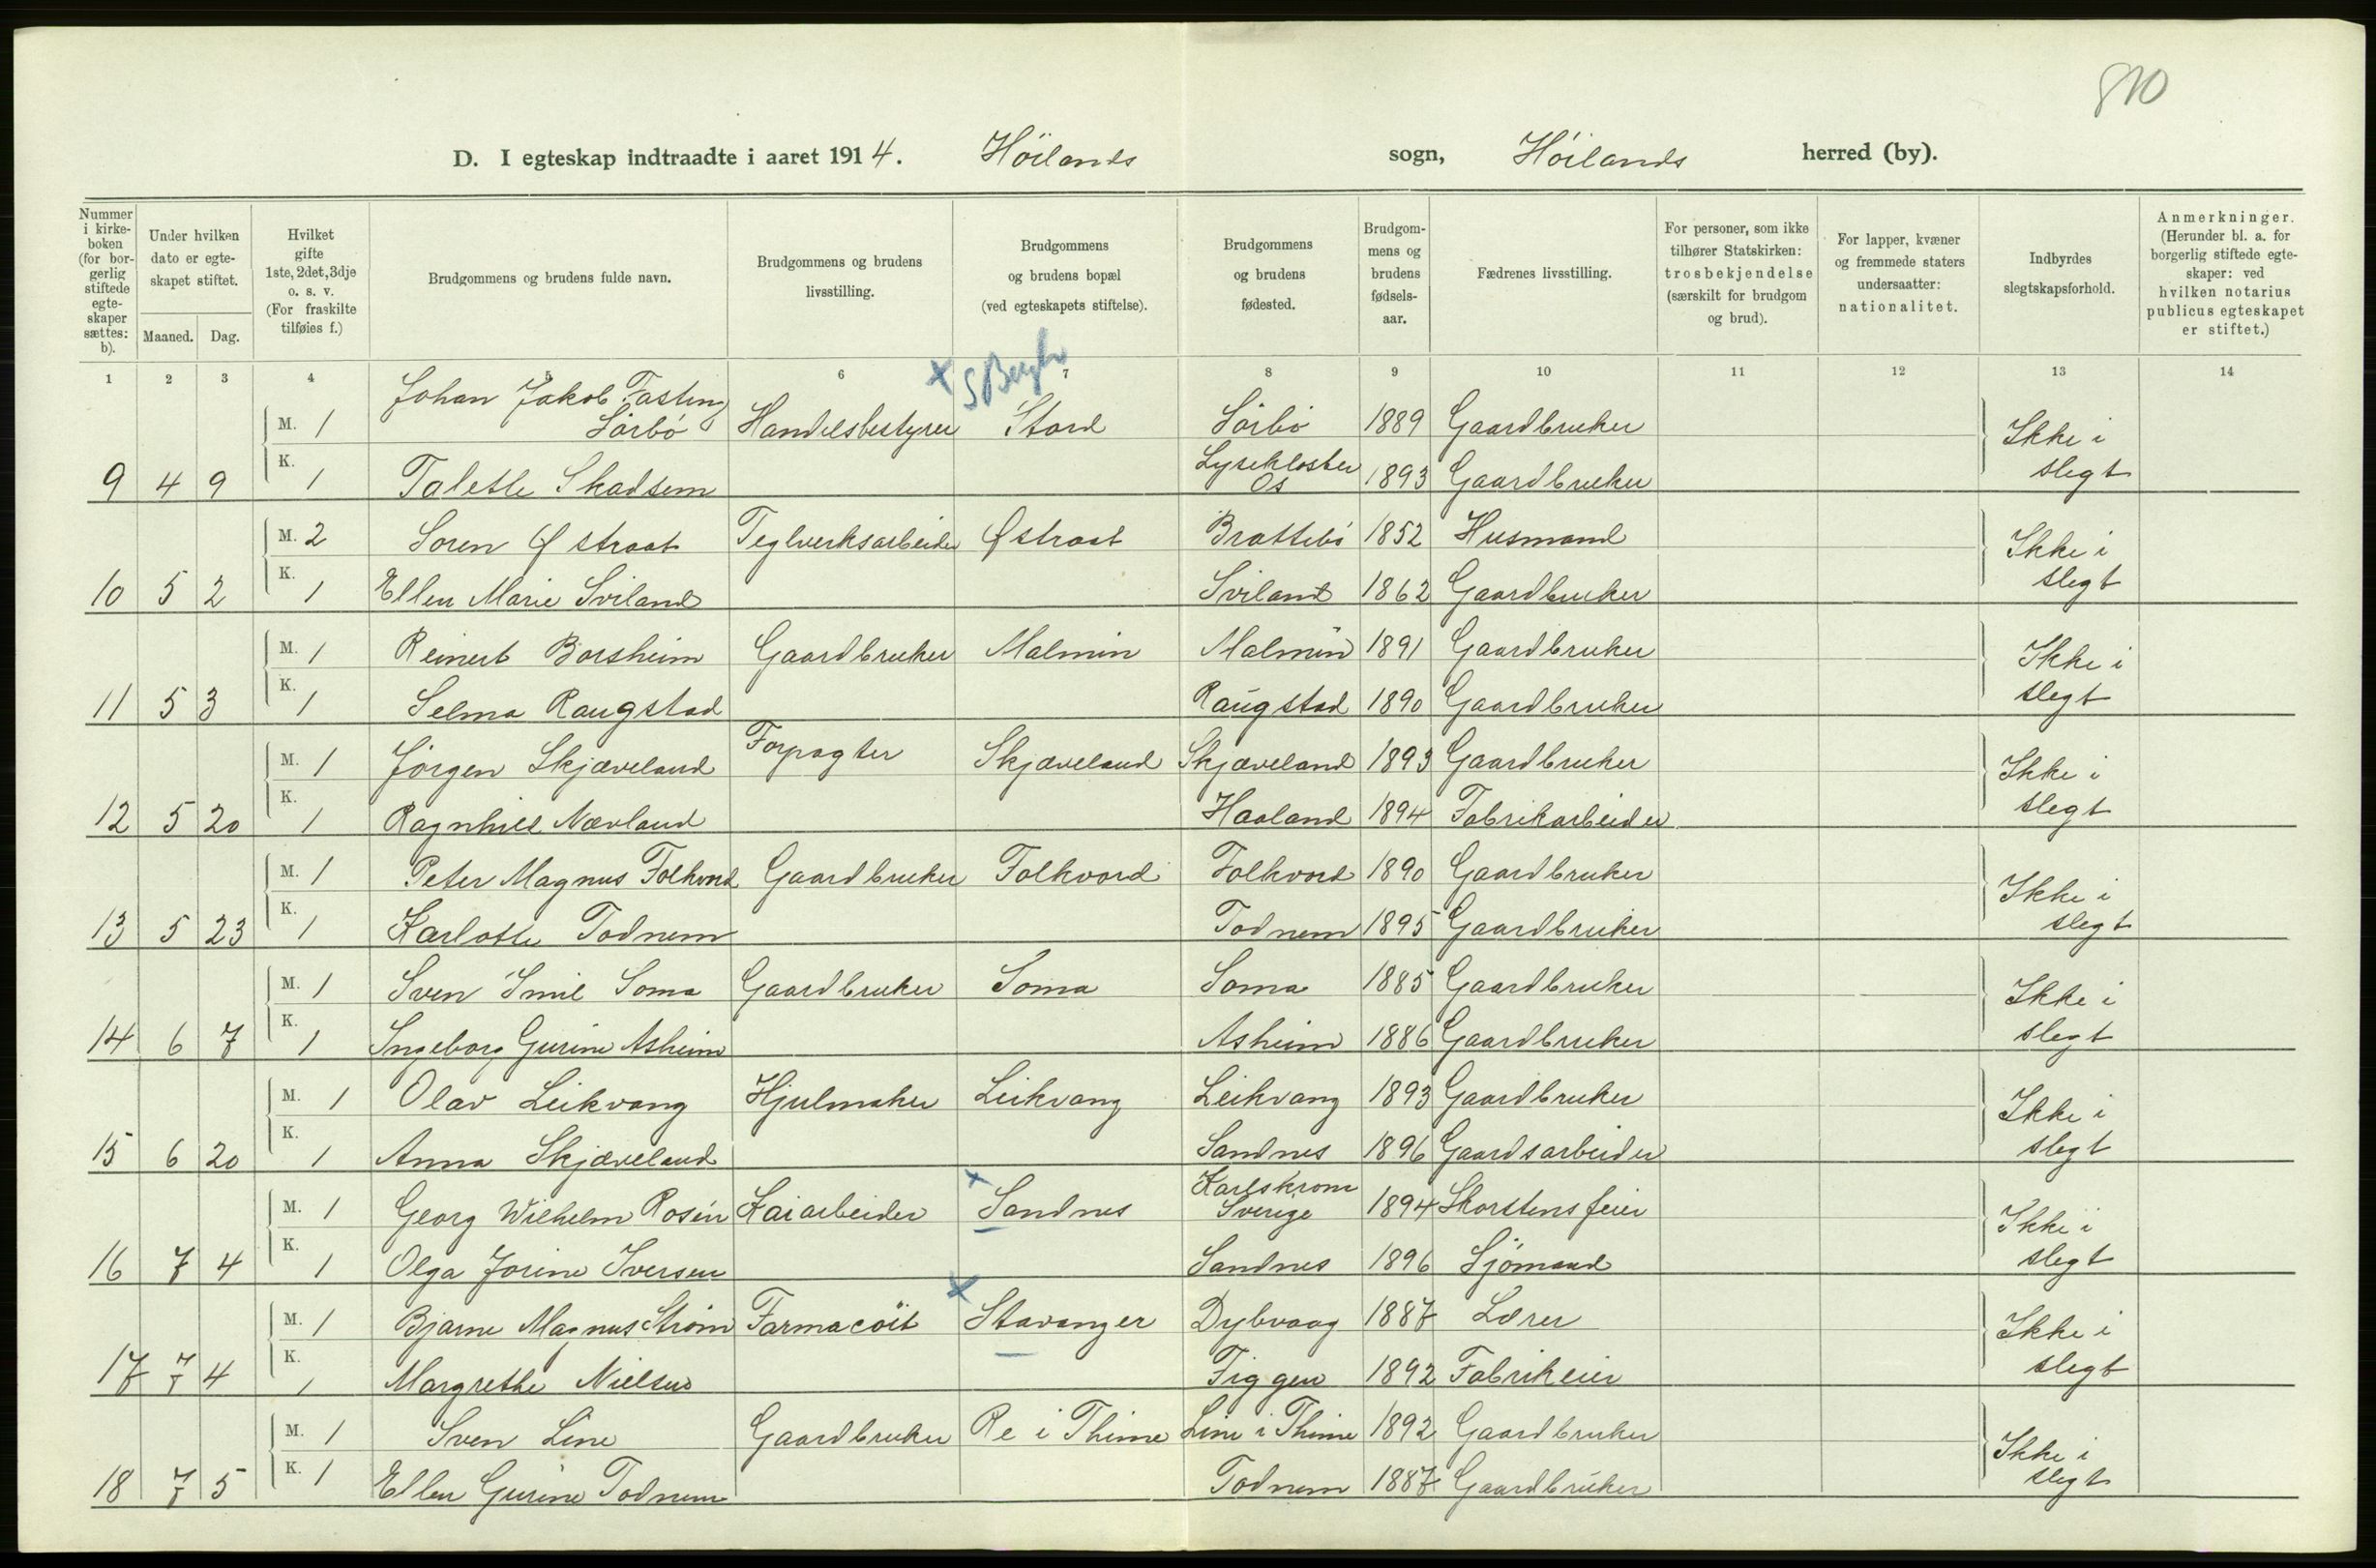 810
D. I egteskap indtraadte i aaret 1914. Höilands sogn, Höilands herred (by).
Nummer i kirkeboken (for borgerlig stiftede egteskaper sættes: b).
Under hvilken dato er egteskapet stiftet.
Maaned. Dag.
Hvilket gifte 1ste, 2det, 3dje o. s. v. (For fraskilte tilføies f.)
Brudgommens og brudens fulde navn.
Brudgommens og brudens livsstilling.
Brudgommens og brudens bopæl (ved egteskapets stiftelse).
Brudgommens og brudens fødested.
Brudgommens og brudens fødselsaar.
Fædrenes livsstilling.
For personer, som ikke tilhører Statskirken: trosbekjendelse (særskilt for brudgom og brud).
For lapper, kvæner og fremmede staters undersaatter: nationalitet.
Indbyrdes slegtskapsforhold.
Anmerkninger. (Herunder bl. a. for borgerlig stiftede egteskaper: ved hvilken notarius publicus egteskapet er stiftet.)
1 2 3 4 5 6 7 8 9 10 11 12 13 14
Johan Jakob Fasting
M. 1 Sörbö Handelsbestyrer Stord Sörbö 1889 Gaardbruker Ikke i
Lysekloster
9 4 9 K. 1 Taletle Skadsem Os 1893 Gaardbruker slegt
M. 2 Soren Østraat Teglverksarbeider Østraat Brattebö 1852 Husmand Ikke i
10 5 2 K. 1 Ellen Marie Sviland Sviland 1862 Gaardbruker slegt
M. 1 Reinert Borsheim Gaardbruker Malmin Malmin 1891 Gaardbruker Ikke i
11 5 3 K. 1 Selma Raugstad Raugstad 1890 Gaardbruker slegt
M. 1 Jörgen Skjæveland Forpagter Skjæveland Skjæveland 1893 Gaardbruker Ikke i
12 5 20 K. 1 Ragnhild Nævland Haaland 1894 Fabrikarbeider slegt
M. 1 Peter Magnus Folkvord Gaardbruker Folkvord Folkvord 1890 Gaardbruker Ikke i
13 5 23 K. 1 Karlotte Todnem Todnem 1895 Gaardbruker slegt
M. 1 Sven Smil Soma Gaardbruker Soma Soma 1885 Gaardbruker Ikke i
14 6 7 K. 1 Ingeborg Gurine Asheim Asheim 1886 Gaardbruker slegt
M. 1 Olav Leikvang Hjulmaker Leikvang Leikvang 1893 Gaardbruker Ikke i
15 6 20 K. 1 Anna Skjæveland Sandnes 1896 Gaardsarbeider slegt
Karlskrone
M. 1 Georg Wilhelm Rosén Kaiarbeider Sandnes Sverige 1894 Skorstensfeier Ikke i
16 7 4 K. 1 Olga Jorine Iversen Sandnes 1896 Sjömand slegt
M. 1 Bjarne Magnus Ström Farmacöit Stavanger Dybvaag 1887 Lærer Ikke i
17 7 4 K. 1 Margrethe Nielsen Figgen 1892 Fabrikeier slegt
M. 1 Sven Line Gaardbruker Re i Thime Line i Thime 1892 Gaardbruker Ikke i
18 7 5 K. 1 Ellen Gurine Todnem Todnem 1887 Gaardbruker slegt